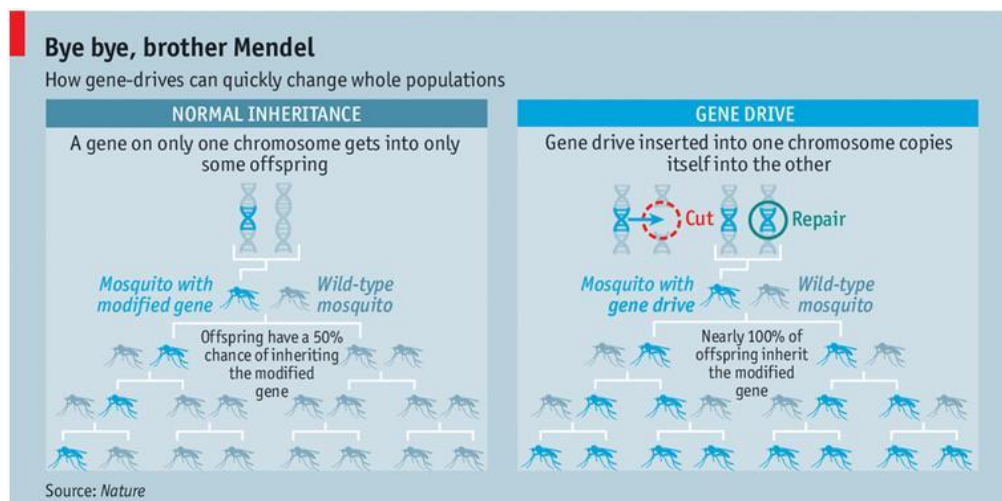 Bye bye, brother Mendel
How gene-drives can quickly change whole populations
NORMAL INHERITANCE
A gene on only one chromosome gets into only
some offspring
Mosquito with
modified gene
Wild-type
mosquito
Offspring have a 50%
chance of inheriting
the modified
gene
GENE DRIVE
Gene drive inserted into one chromosome copies
itself into the other
Cut
Repair
Mosquito with
gene drive
Wild-type
mosquito
Nearly 100% of
offspring inherit
the modified
gene
Source: Nature